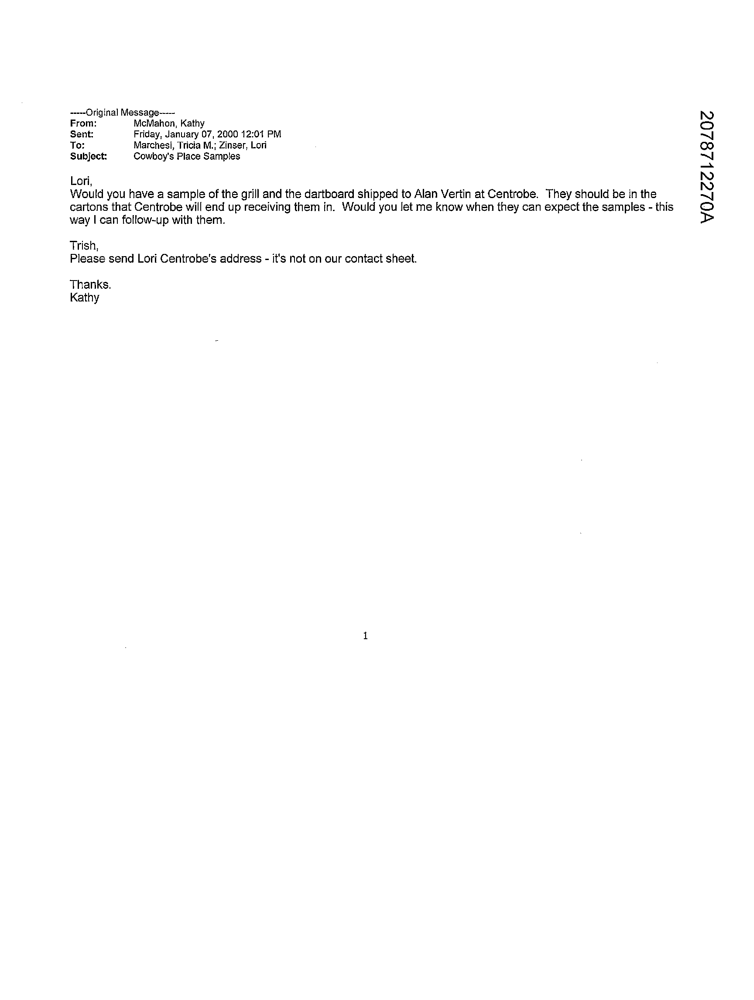 -----Original Message-----
From: McMahon, Kathy
Sent: Friday, January 07, 2000 12:01 PM
To: Marchesi, Tricia M.; Zinser, Lori
Subject: Cowboy's Place Samples
Lori,
Would you have a sample of the grill and the dartboard shipped to Alan Vertin at Centrobe. They should be in the
cartons that Centrobe will end up receiving them in. Would you let me know when they can expect the samples - this
way I can follow-up with them.
Trish,
Please send Lori Centrobe's address - it's not on our contact sheet.
Thanks.
Kathy
1
2078712270A